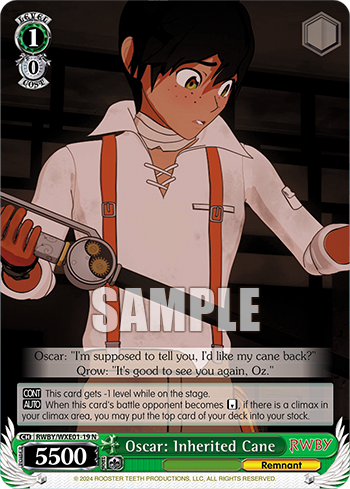 LEVEL
1
0
COST
SAMPLE
Oscar: "I'm supposed to tell you, I'd like my cane back?"
Qrow: "It's good to see you again, Oz."
CONT This card gets -1 level while on the stage.
AUTO When this card's battle opponent becomes , if there is a climax in
your climax area, you may put the top card of your deck into your stock.
RWBY/WXE01-19 N
Oscar: Inherited Cane
RWBY
POWER
5500
Remnant
© 2024 ROOSTER TEETH PRODUCTIONS, LLC, ALL RIGHTS RESERVED.